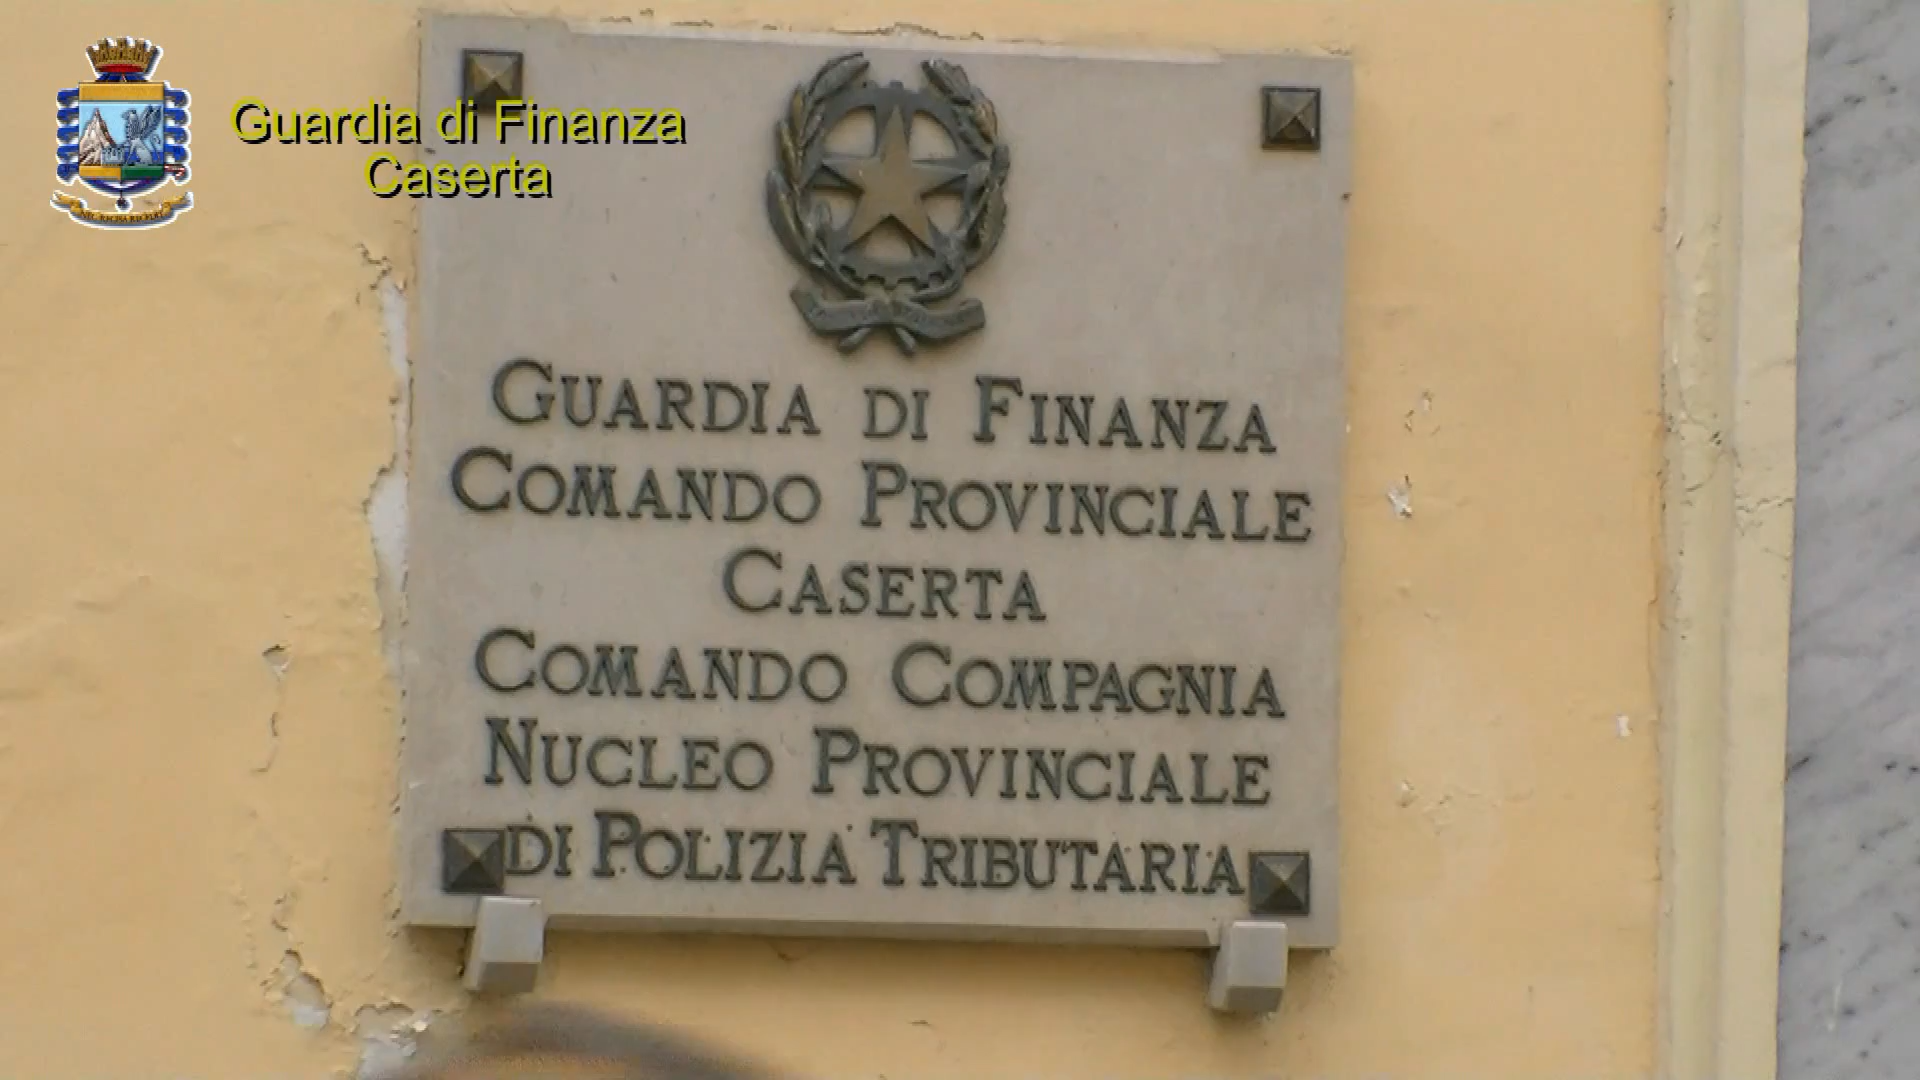 Guardia di Finanza
Caserta
GUARDIA DI FINANZA
COMANDO PROVINCIALE
CASERTA
COMANDO COMPAGNIA
NUCLEO PROVINCIALE
DI POLIZIA TRIBUTARIA